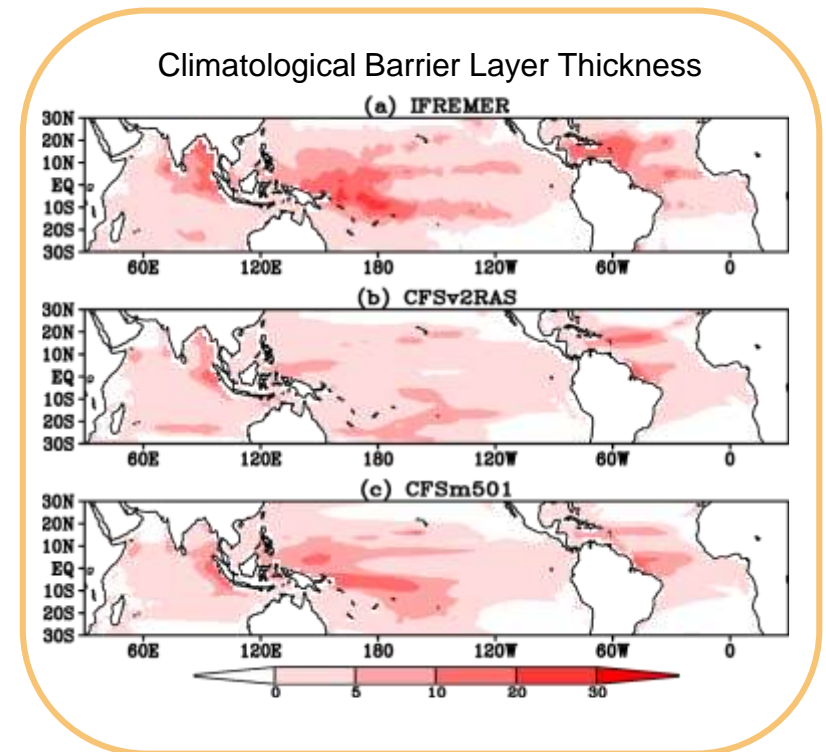 Climatological Barrier Layer Thickness
(a) IFREMER
30N
20N
10N
EQ
10S
20S
30S
60E 120E 180 120W 60W 0
(b) CFSv2RAS
30N
20N
10N
EQ
10S
20S
30S
60E 120E 180 120W 60W 0
(c) CFSm501
30N
20N
10N
EQ
10S
20S
30S
60E 120E 180 120W 60W 0
0 5 10 20 30